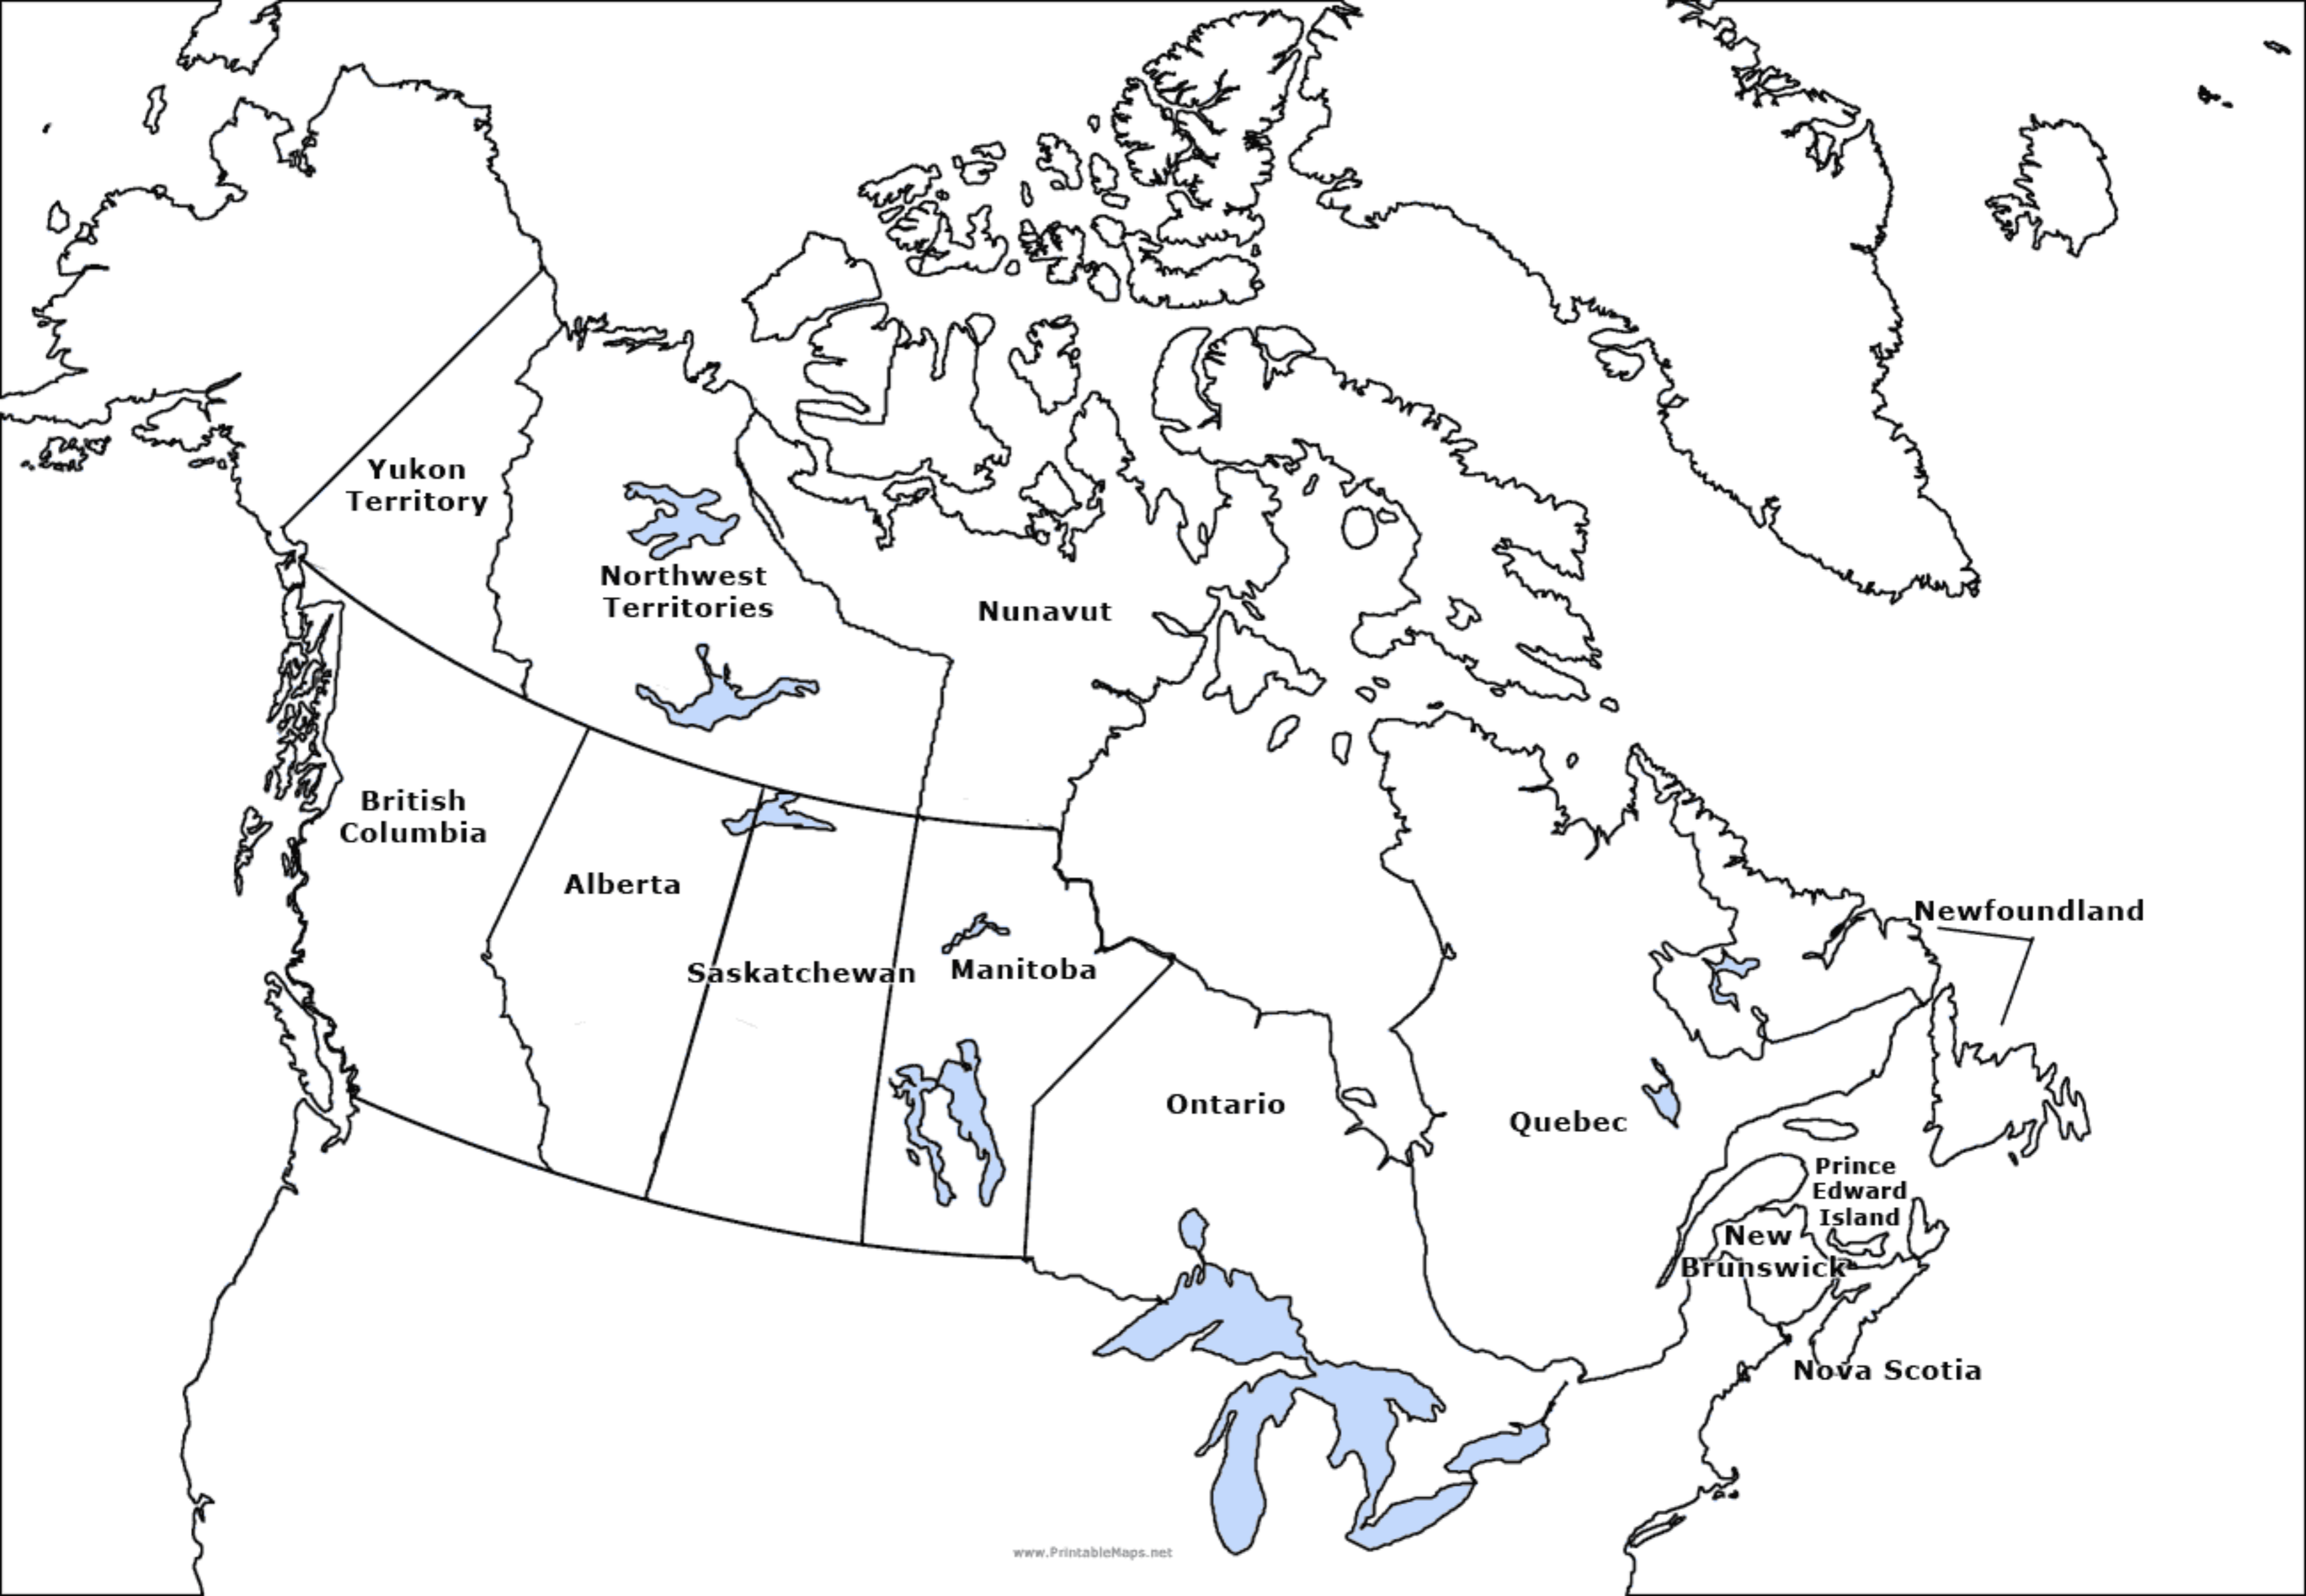 Yukon
Territory
Northwest
Territories
Nunavut
British
Columbia
Alberta
Saskatchewan
Manitoba
Newfoundland
Ontario
Quebec
Prince
Edward
Island
New
Brunswick
Nova Scotia
www.PrintableMaps.net